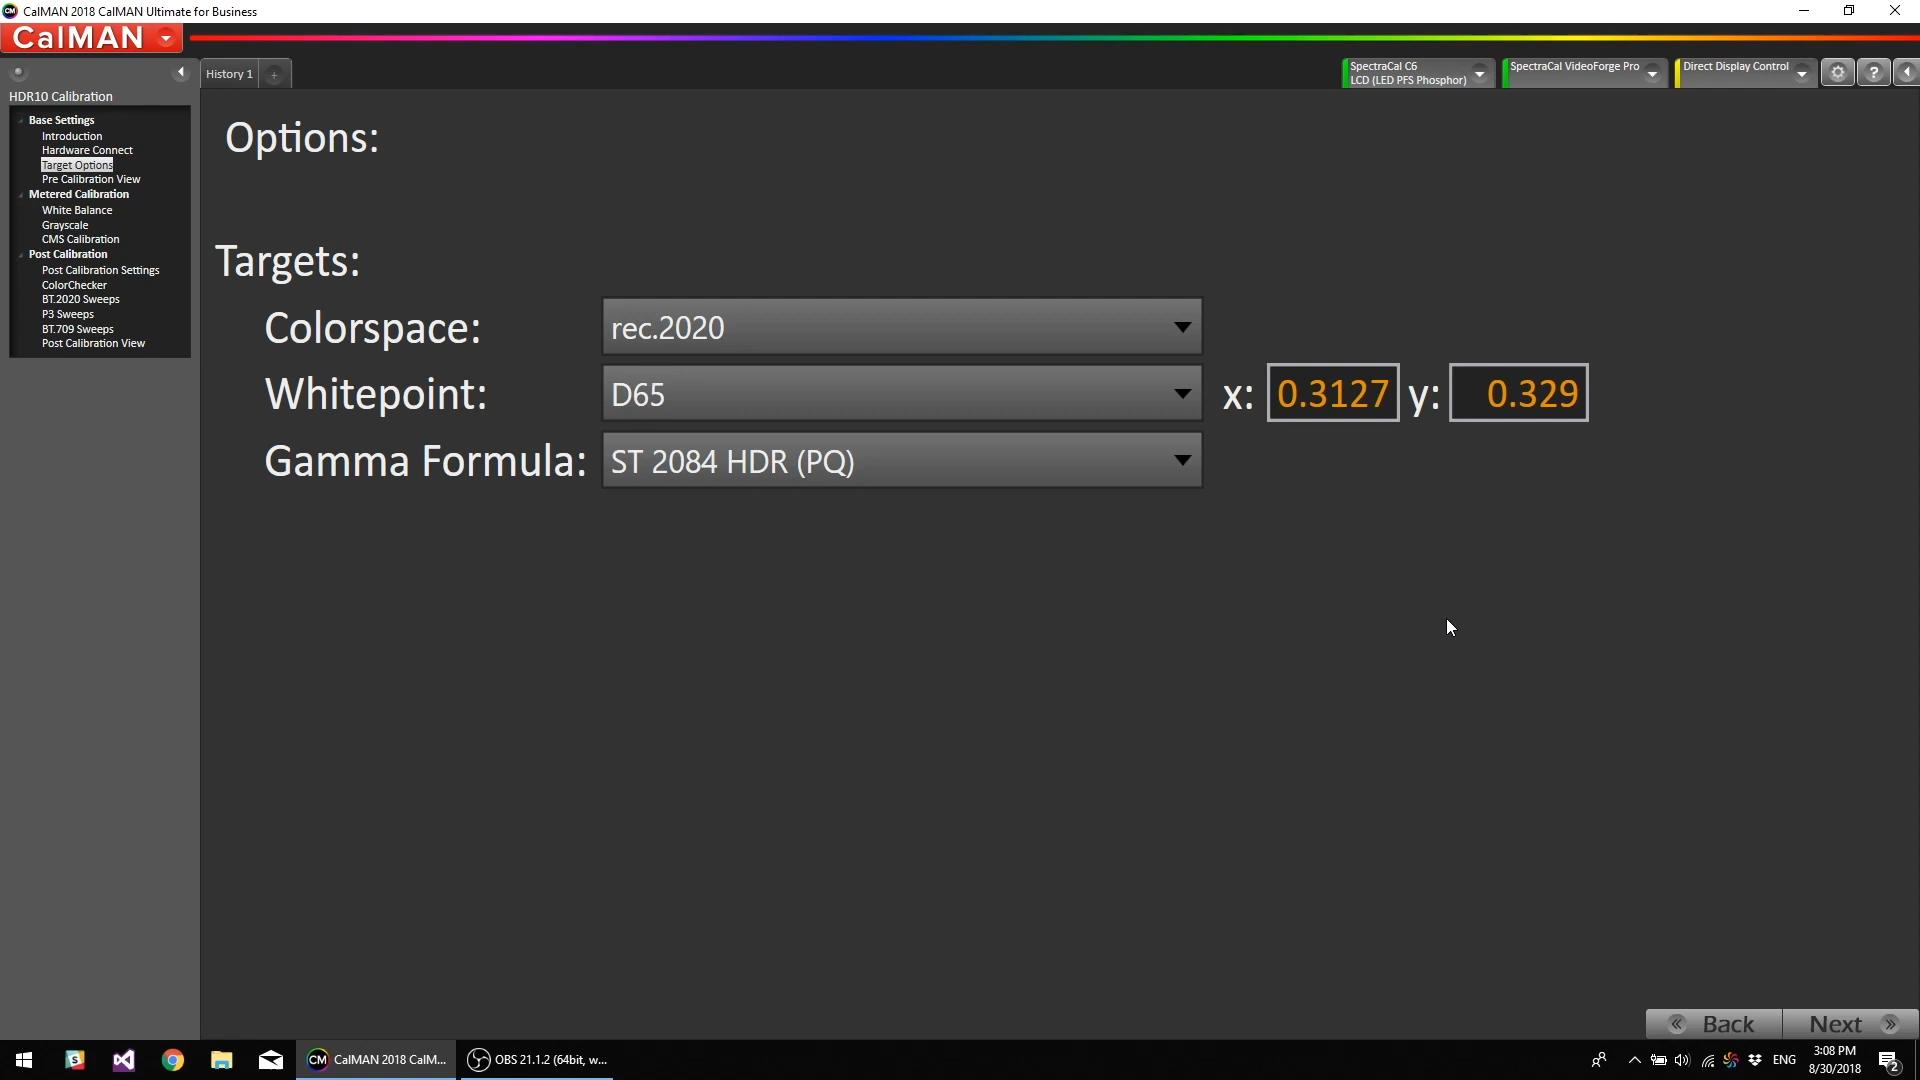 CalMAN 2018 CalMAN Ultimate for Business
CalMAN
History 1
+
SpectraCal C6
LCD (LED PFS Phosphor)
SpectraCal VideoForge Pro
Direct Display Control
?
HDR10 Calibration
Base Settings
Introduction
Hardware Connect
Target Options
Pre Calibration View
Metered Calibration
White Balance
Grayscale
CMS Calibration
Post Calibration
Post Calibration Settings
ColorChecker
BT.2020 Sweeps
P3 Sweeps
BT.709 Sweeps
Post Calibration View
Options:
Targets:
Colorspace: rec.2020
Whitepoint: D65 x: 0.3127 y: 0.329
Gamma Formula: ST 2084 HDR (PQ)
« Back Next »
CM CalMAN 2018 CalM...
OBS 21.1.2 (64bit, w...
ENG
3:08 PM
8/30/2018
2